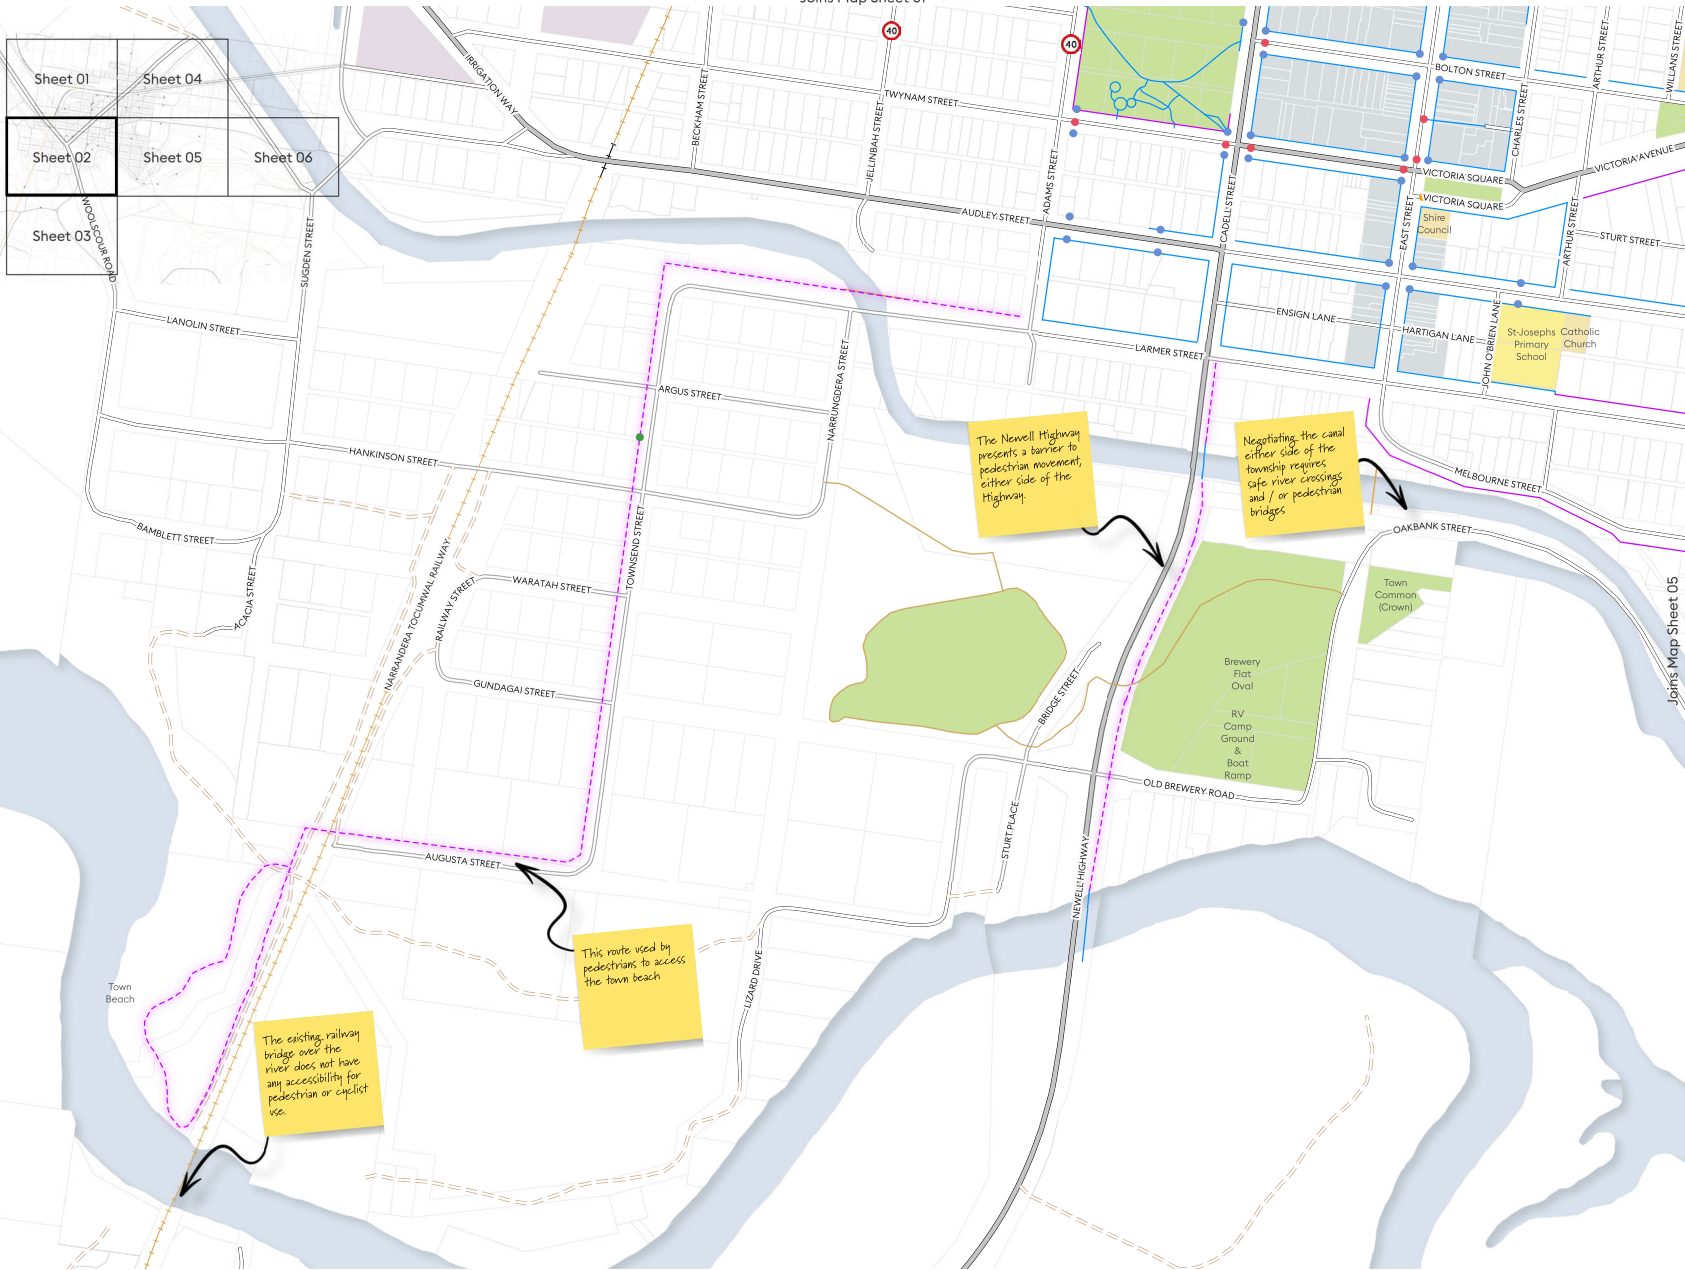 Joins Map Sheet 01
Sheet 01
Sheet 04
Sheet 02
Sheet 05
Sheet 06
Sheet 03
40
40
IRRIGATION WAY
BECKHAM STREET
TWYNAM STREET
JELLINBAH STREET
ADAMS STREET
AUDLEY STREET
CADELL STREET
BOLTON STREET
CHARLES STREET
ARTHUR STREET
WILLANS STREET
VICTORIA AVENUE
VICTORIA SQUARE
VICTORIA SQUARE
Shire
Council
EAST STREET
ARTHUR STREET
STURT STREET
WOOLSCOUR ROAD
SUGDEN STREET
LANOLIN STREET
ENSIGN LANE
HARTIGAN LANE
JOHN O'BRIEN LANE
St-Josephs
Primary
School
Catholic
Church
LARMER STREET
ARGUS STREET
NARRUNGDERA STREET
HANKINSON STREET
BAMBLETT STREET
ACACIA STREET
NARRANDERA TOCUMWAL RAILWAY
RAILWAY STREET
WARATAH STREET
TOWNSEND STREET
GUNDAGAI STREET
The Newell Highway
presents a barrier to
pedestrian movement,
either side of the
Highway.
Negotiating the canal
either side of the
township requires
safe river crossings
and / or pedestrian
bridges
MELBOURNE STREET
OAKBANK STREET
Town
Common
(Crown)
Joins Map Sheet 05
Brewery
Flat
Oval
RV
Camp
Ground
&
Boat
Ramp
BRIDGE STREET
OLD BREWERY ROAD
STURT PLACE
NEWELL HIGHWAY
AUGUSTA STREET
This route used by
pedestrians to access
the town beach
LIZARD DRIVE
Town
Beach
The existing railway
bridge over the
river does not have
any accessibility for
pedestrian or cyclist
use.